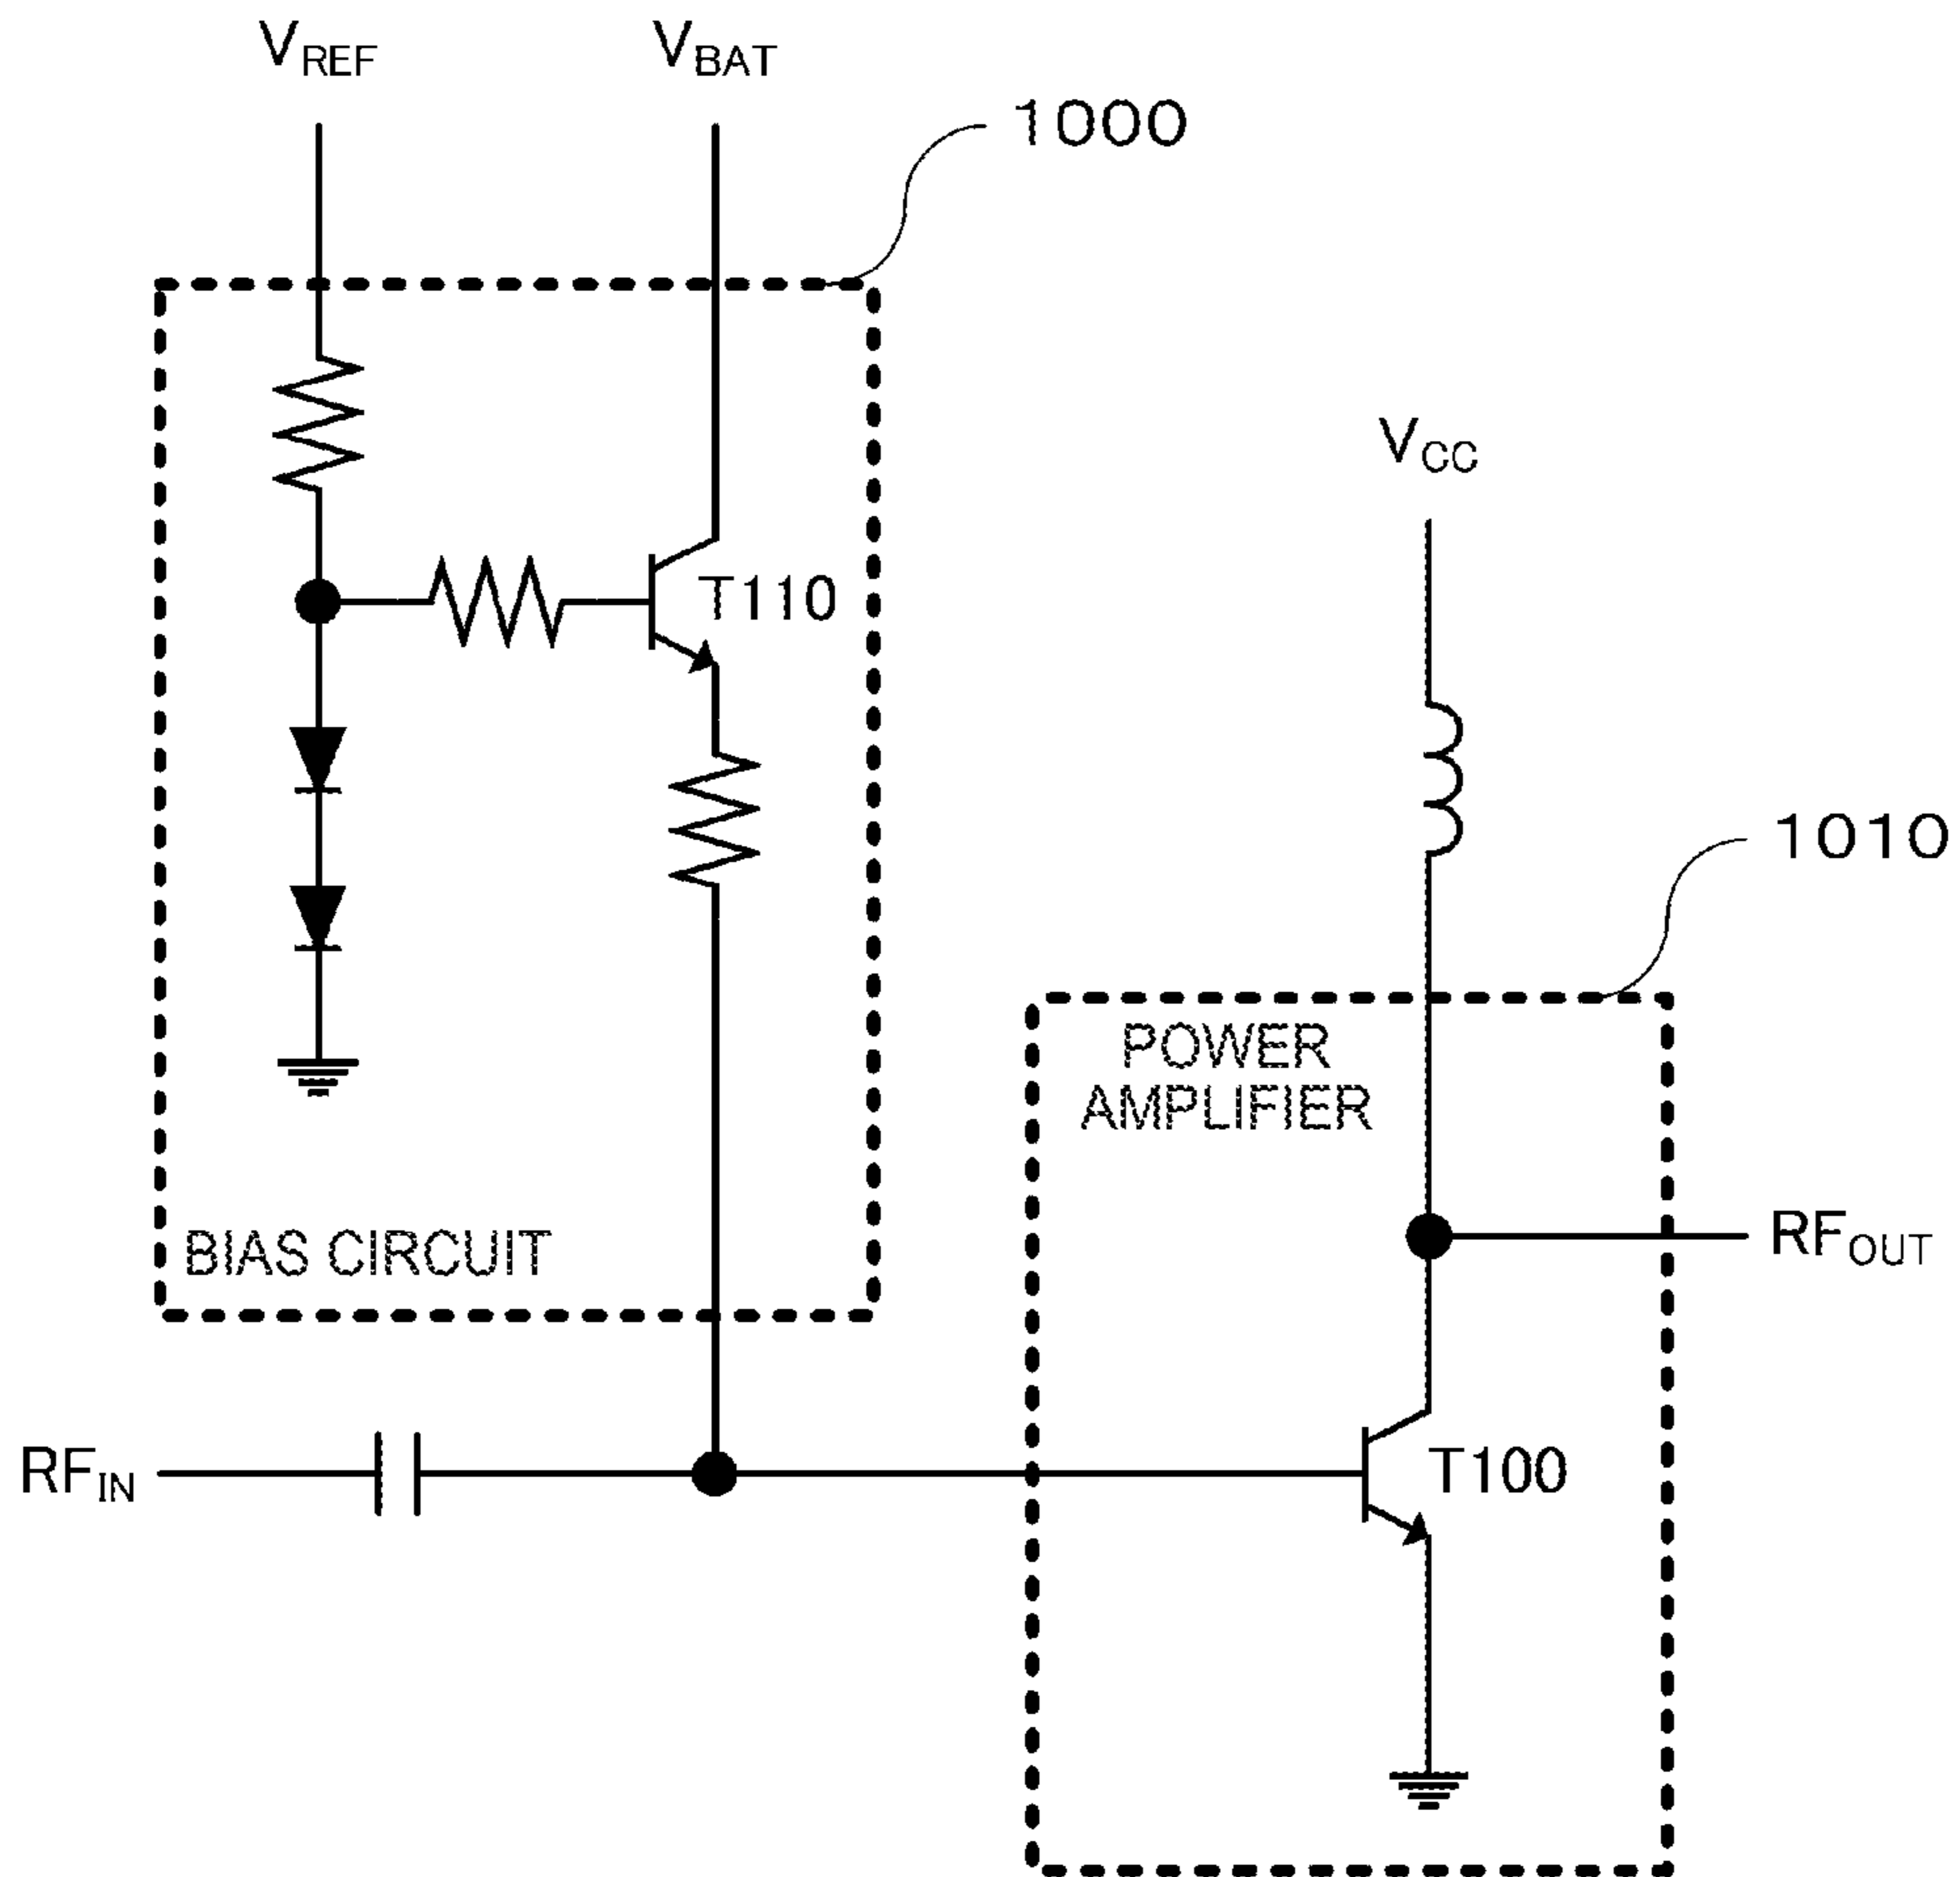 VREF
VBAT
1000
T110
VCC
1010
POWER
AMPLIFIER
BIAS CIRCUIT
RFOUT
RFIN
T100